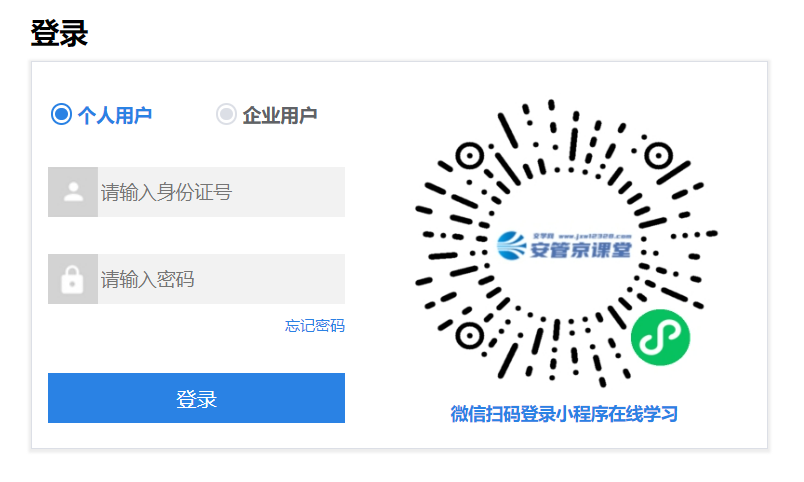 登录
个人用户
企业用户
请输入身份证号
请输入密码
忘记密码
登录
安管京课堂
微信扫码登录小程序在线学习